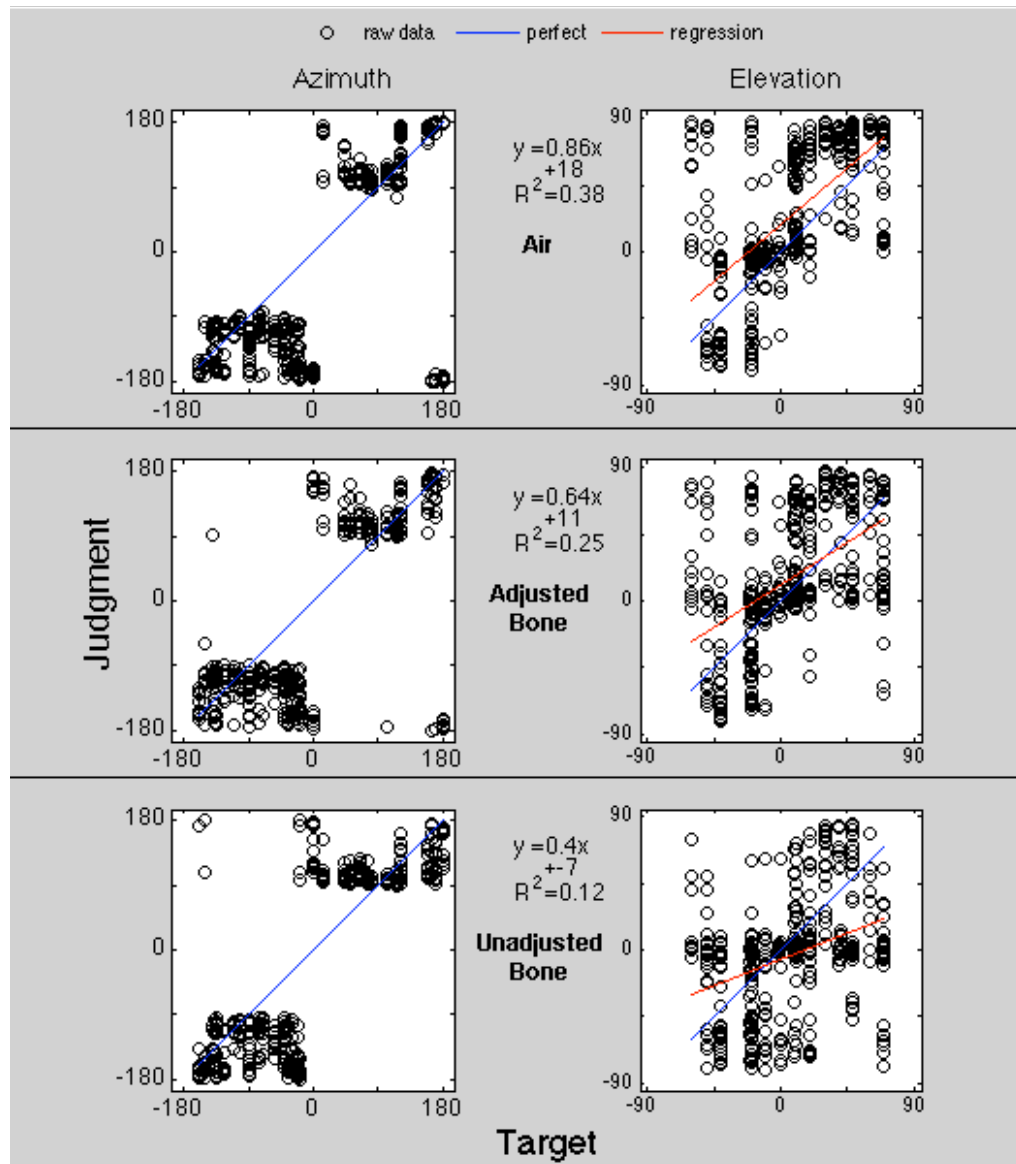 raw data perfect regression
Azimuth Elevation
180
0
-180
-180 0 180
y=0.86x
+18
R²=0.38
Air
90
0
-90
-90 0 90
Judgment
180
0
-180
-180 0 180
y=0.64x
+11
R²=0.25
Adjusted
Bone
90
0
-90
-90 0 90
180
0
-180
-180 0 180
y=0.4x
+-7
R²=0.12
Unadjusted
Bone
90
0
-90
-90 0 90
Target